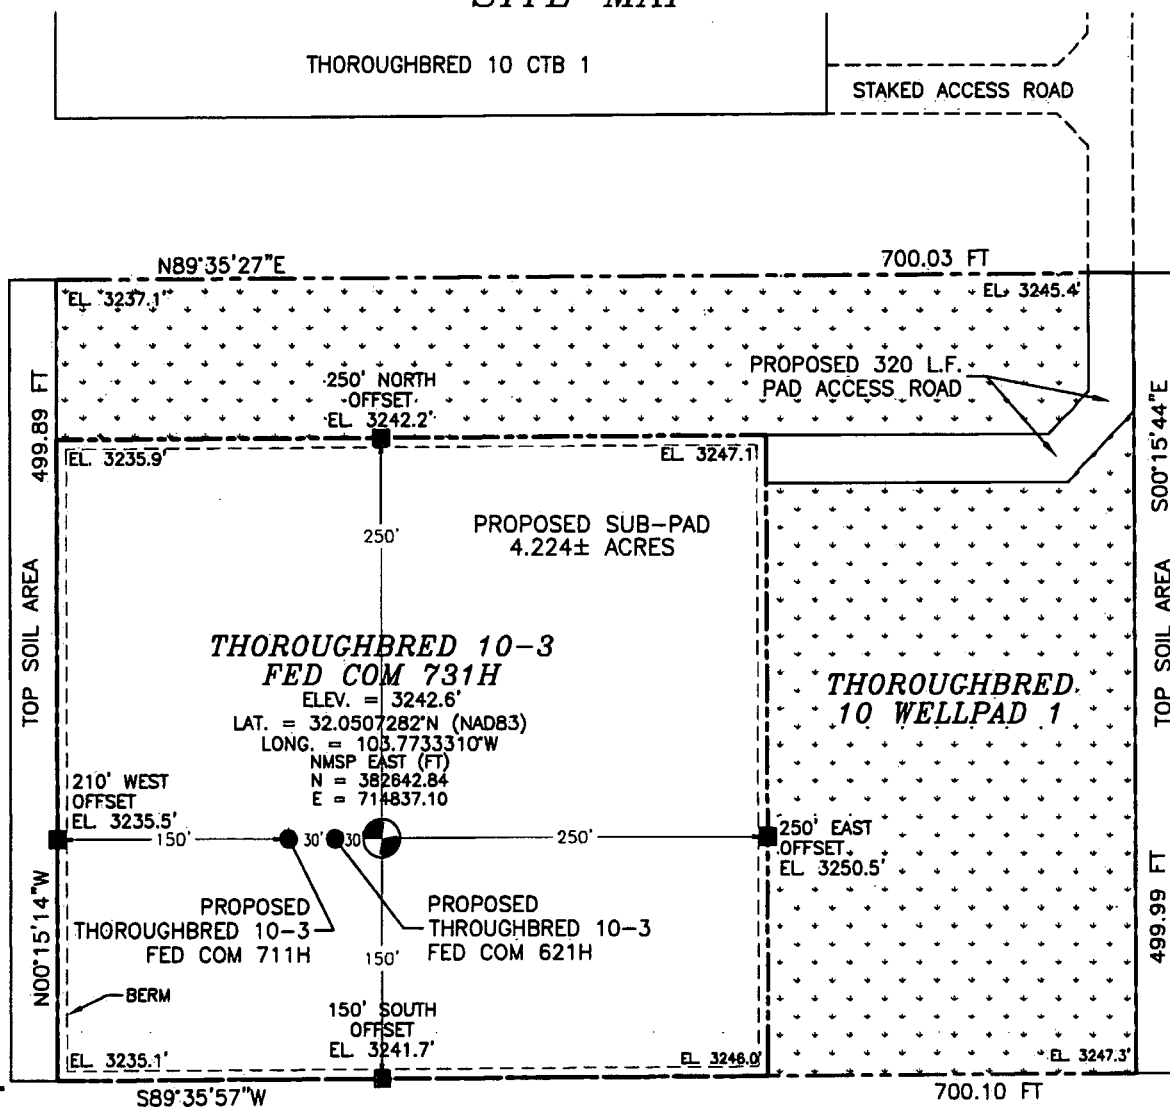 SITE MAP
THOROUGHBRED 10 CTB 1
STAKED ACCESS ROAD
N89°35'27"E
700.03 FT
EL. 3237.1'
EL. 3245.4'
PROPOSED 320 L.F.
PAD ACCESS ROAD
250' NORTH
OFFSET
EL. 3242.2'
499.89 FT
S00°15'44"E
EL. 3235.9'
EL. 3247.1'
250'
PROPOSED SUB-PAD
4.224± ACRES
TOP SOIL AREA
TOP SOIL AREA
THOROUGHBRED 10-3
FED COM 731H
ELEV. = 3242.6'
LAT. = 32.0507282°N (NAD83)
LONG. = 103.7733310°W
NMSP EAST (FT)
N = 382642.84
E = 714837.10
THOROUGHBRED
10 WELLPAD 1
210' WEST
OFFSET
EL. 3235.5'
150'
30'
30'
250'
250' EAST
OFFSET
EL. 3250.5'
PROPOSED
THOROUGHBRED 10-3
FED COM 711H
PROPOSED
THROUGHBRED 10-3
FED COM 621H
150'
N00°15'14"W
499.99 FT
BERM
150' SOUTH
OFFSET
EL. 3241.7'
EL. 3235.1'
EL. 3246.0'
EL. 3247.3'
S89°35'57"W
700.10 FT